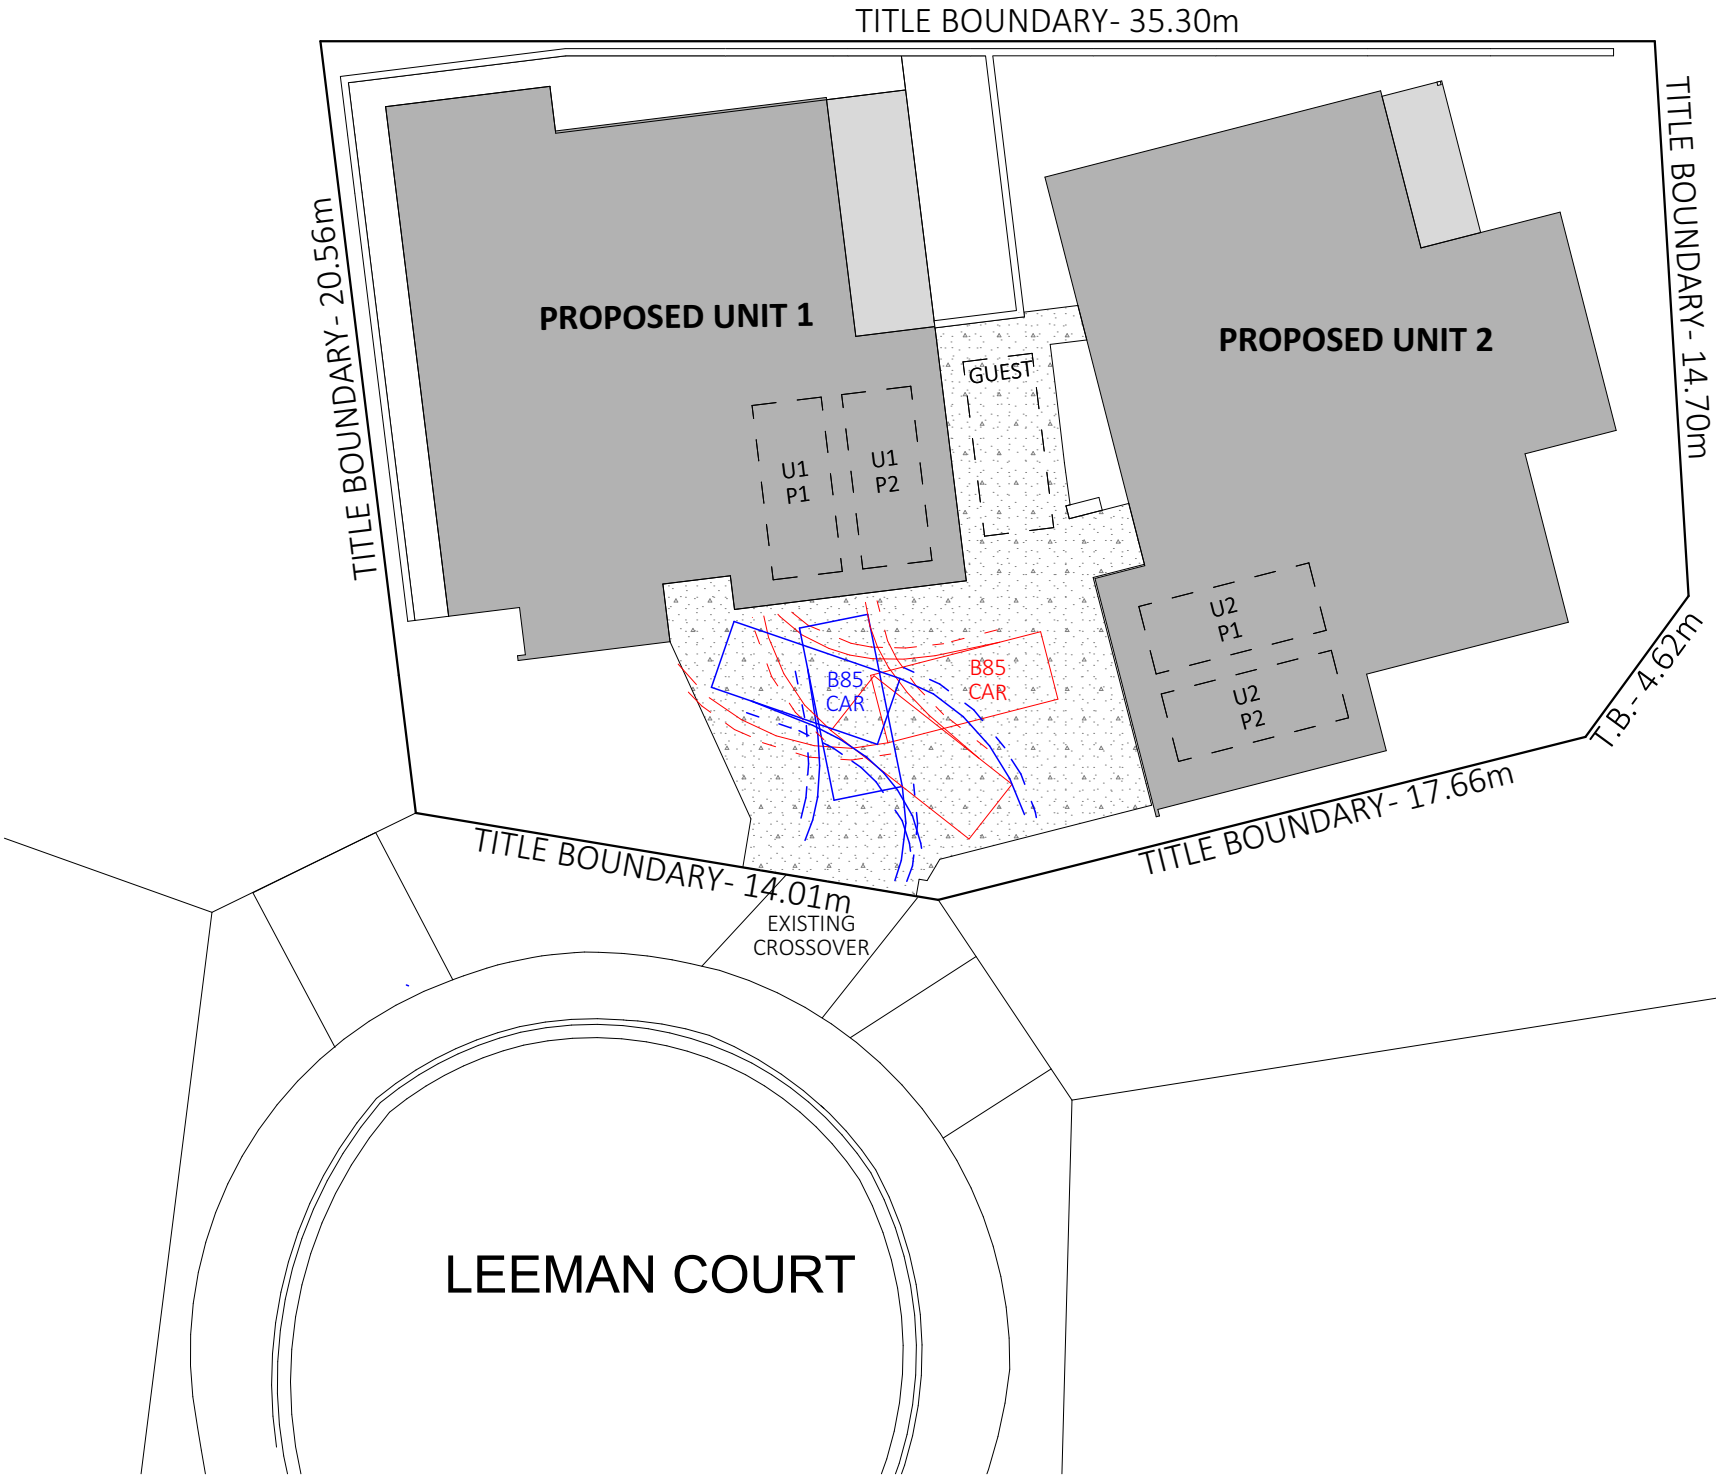 TITLE BOUNDARY- 35.30m
TITLE BOUNDARY- 20.56m
TITLE BOUNDARY- 14.70m
PROPOSED UNIT 1
PROPOSED UNIT 2
GUEST
U1
P1
U1
P2
U2
P1
U2
P2
B85
CAR
B85
CAR
T.B.- 4.62m
TITLE BOUNDARY- 17.66m
TITLE BOUNDARY- 14.01m
EXISTING
CROSSOVER
LEEMAN COURT